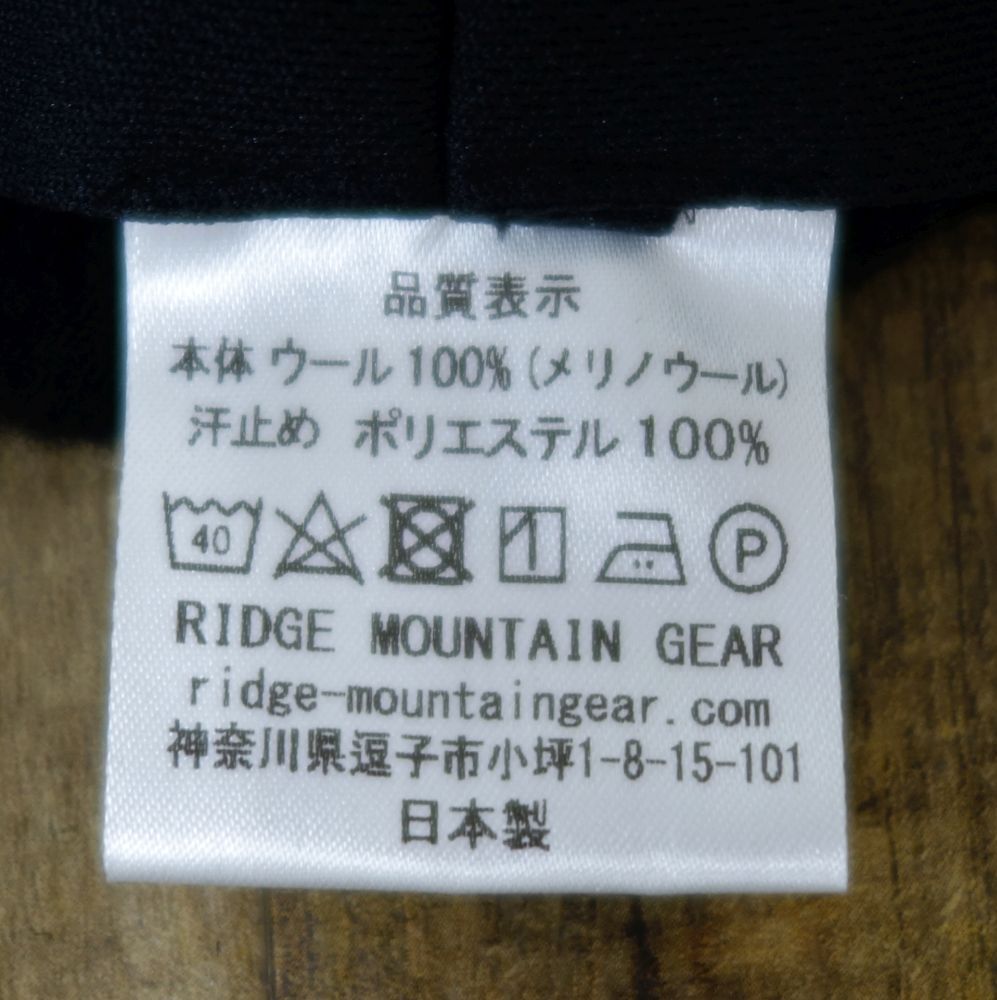 品質表示
本体 ウール 100% (メリノウール)
汗止め ポリエステル 100%
40 P
RIDGE MOUNTAIN GEAR
ridge-mountaingear.com
神奈川県逗子市小坪1-8-15-101
日本製